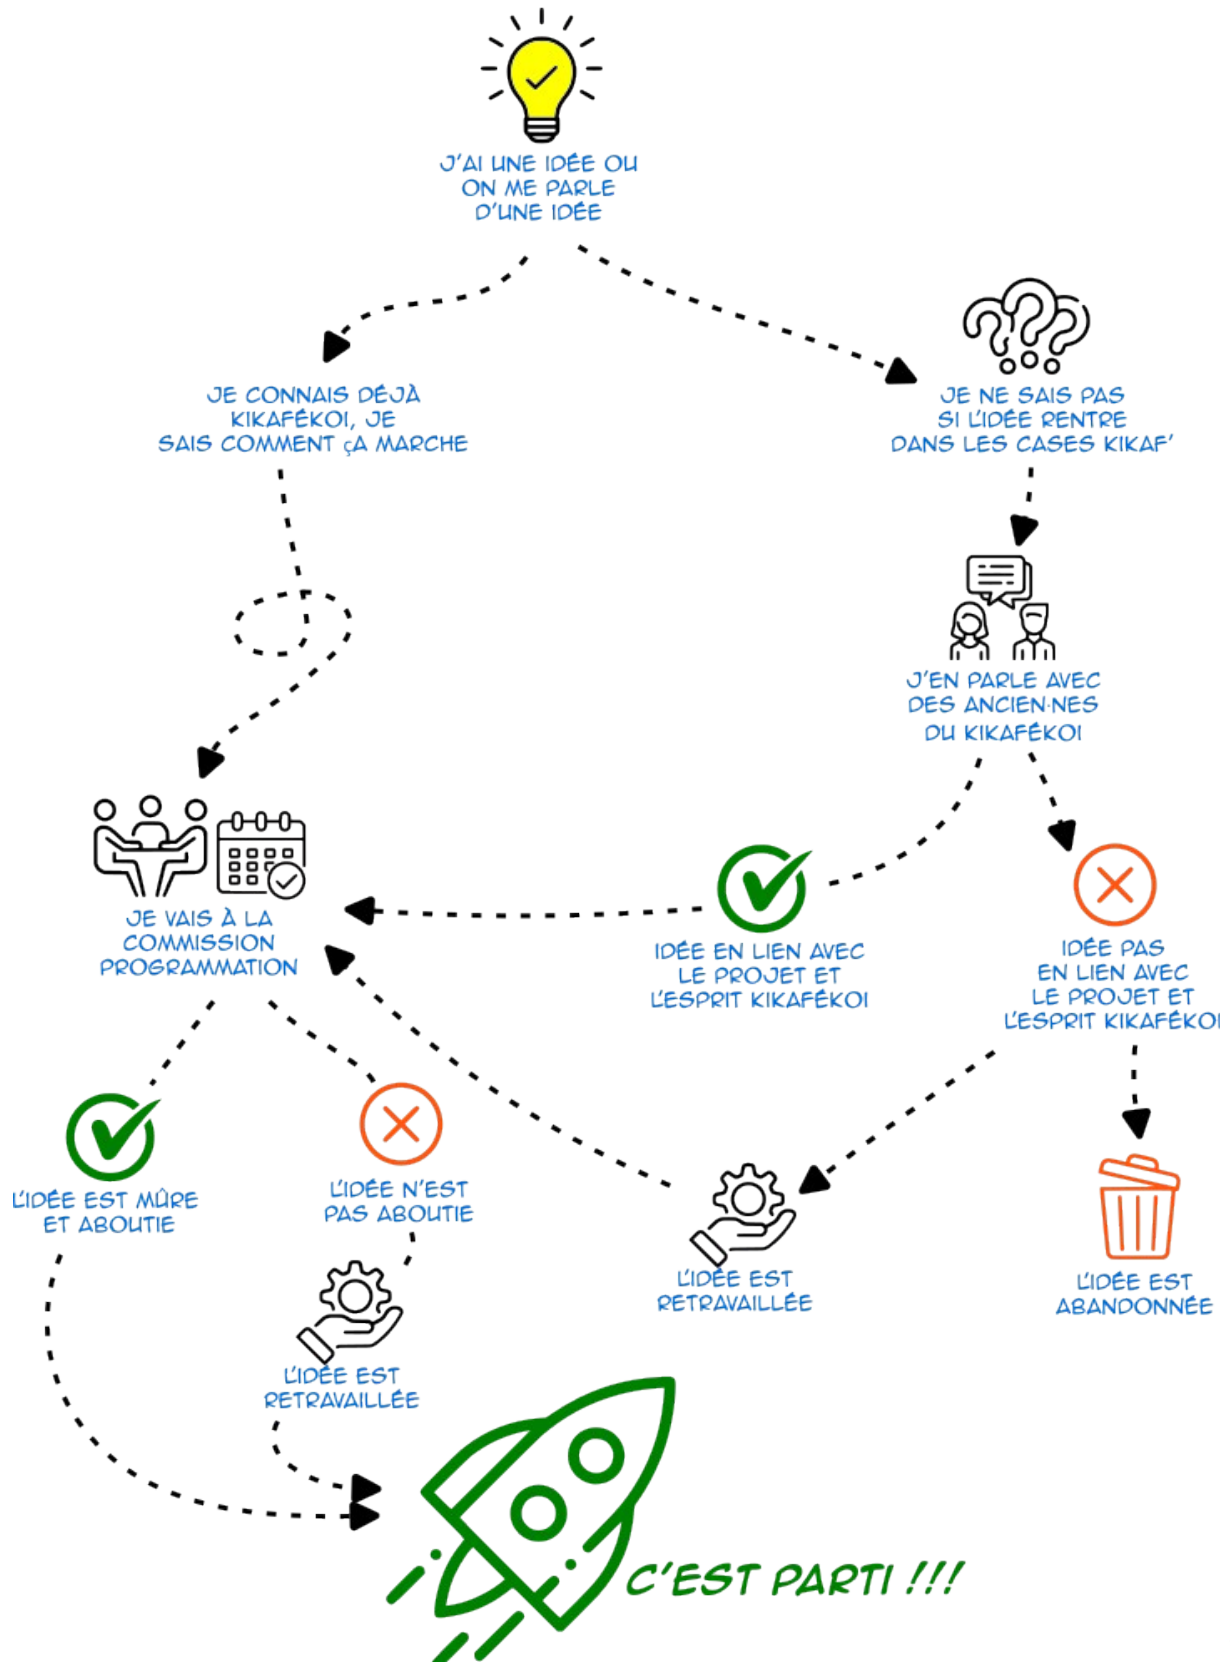 J'AI UNE IDÉE OU
ON ME PARLE
D'UNE IDÉE
JE CONNAIS DÉJÀ
KIKAFÉKOI, JE
SAIS COMMENT ÇA MARCHE
JE NE SAIS PAS
SI L'IDÉE RENTRE
DANS LES CASES KIKAF'
J'EN PARLE AVEC
DES ANCIEN·NES
DU KIKAFÉKOI
JE VAIS À LA
COMMISSION
PROGRAMMATION
IDÉE EN LIEN AVEC
LE PROJET ET
L'ESPRIT KIKAFÉKOI
IDÉE PAS
EN LIEN AVEC
LE PROJET ET
L'ESPRIT KIKAFÉKOI
L'IDÉE EST MÛRE
ET ABOUTIE
L'IDÉE N'EST
PAS ABOUTIE
L'IDÉE EST
RETRAVAILLÉE
L'IDÉE EST
ABANDONNÉE
L'IDÉE EST
RETRAVAILLÉE
C'EST PARTI !!!